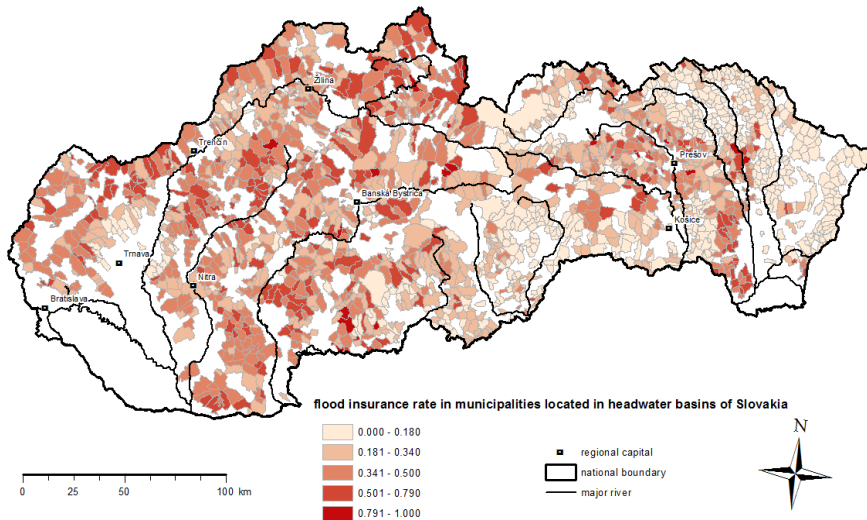 Žilina
Trenčín
Prešov
Banská Bystrica
Košice
Trnava
Nitra
Bratislava
flood insurance rate in municipalities located in headwater basins of Slovakia
0.000 - 0.180
0.181 - 0.340
0.341 - 0.500
0.501 - 0.790
0.791 - 1.000
regional capital
national boundary
major river
N
0 25 50 100 km